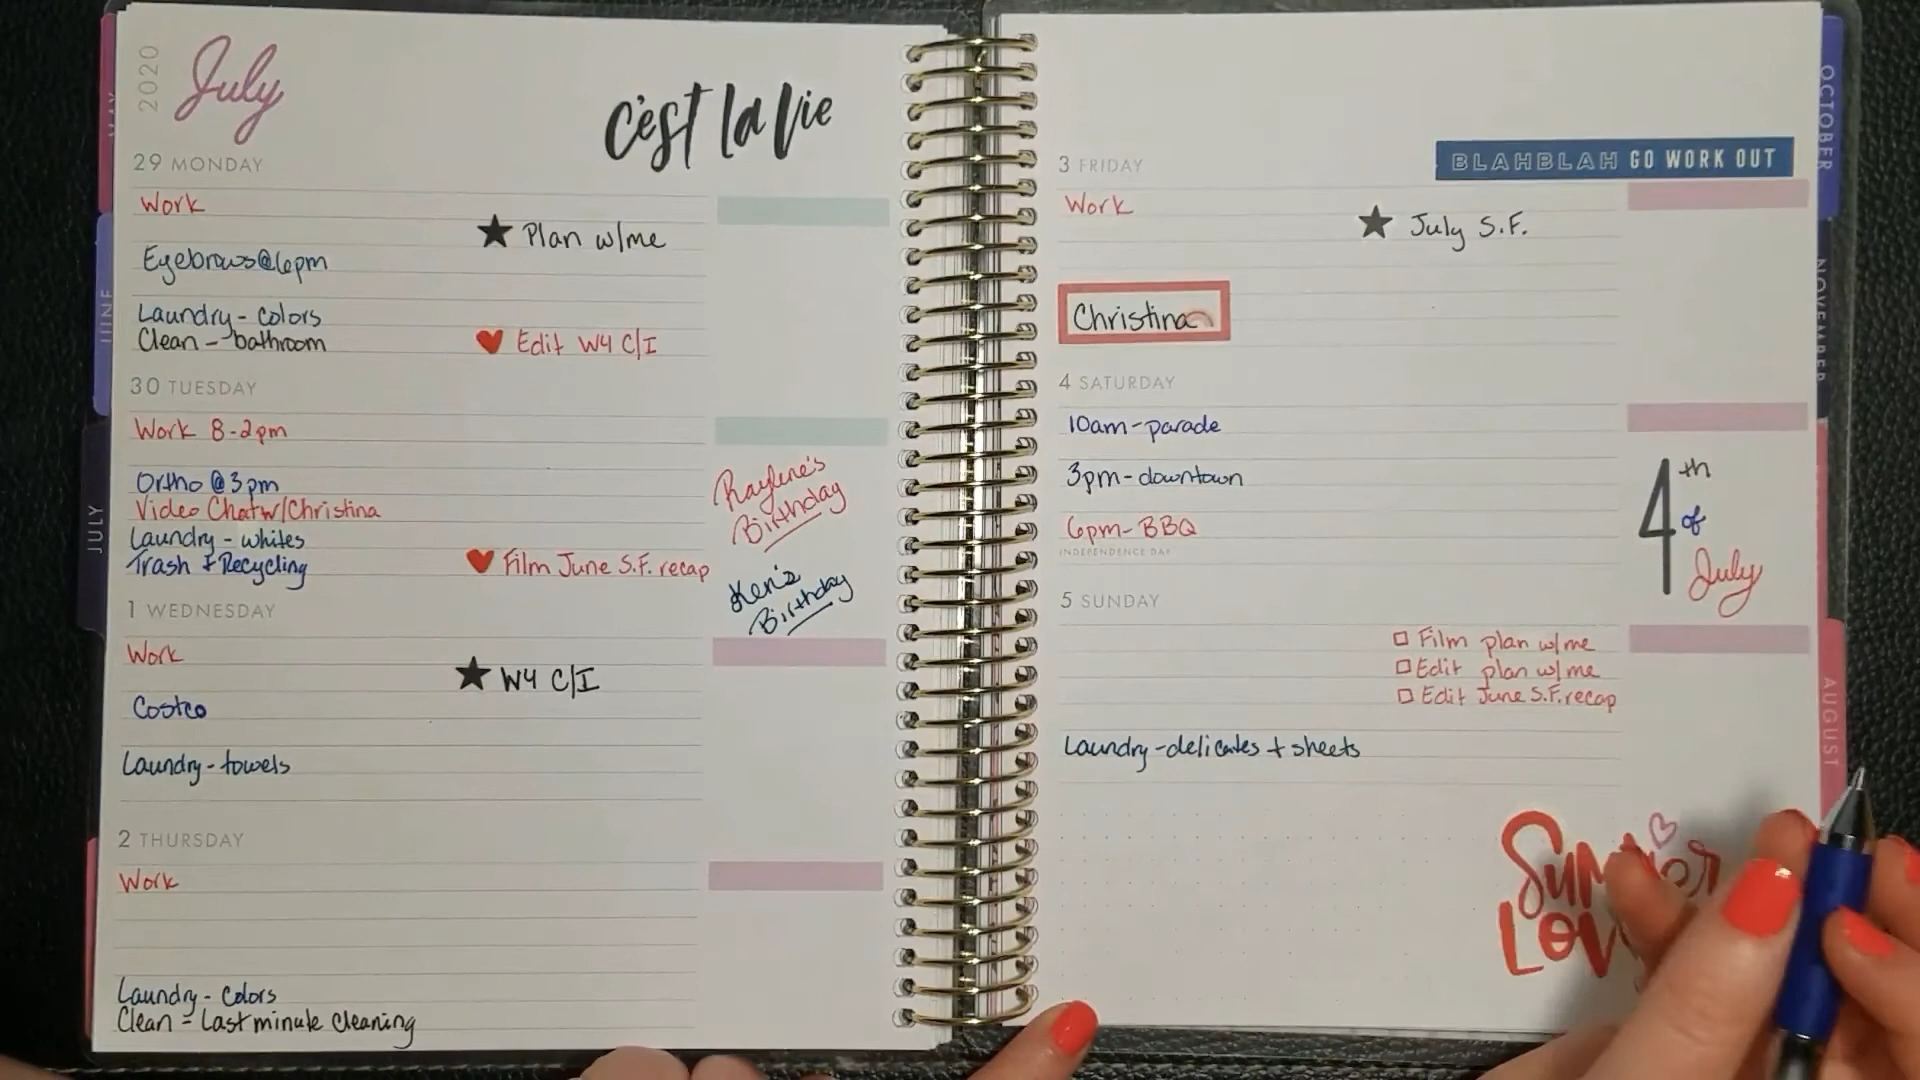 2020
July
c'est la vie
29 MONDAY
Work
★ Plan w/me
Eyebrows@6pm
Laundry - colors
Clean - bathroom
♥ Edit W4 C/I
30 TUESDAY
Work 8-2pm
Ortho @ 3pm
Video Chat w/Christina
Laundry - whites
Trash + Recycling
♥ Film June S.F. recap
Raylene's
Birthday
Ken's
Birthday
1 WEDNESDAY
Work
★ W4 C/I
Costco
Laundry - towels
2 THURSDAY
Work
Laundry - Colors
Clean - Last minute Cleaning
3 FRIDAY
BLAHBLAH GO WORK OUT
Work
★ July S.F.
Christina
4 SATURDAY
10am-parade
3pm-downtown
6pm-BBQ
INDEPENDENCE DAY
4th
of
July
5 SUNDAY
☐ Film plan w/me
☐ Edit plan w/me
☐ Edit June S.F. recap
Laundry-delicates + sheets
JUNE
JULY
OCTOBER
NOVEMBER
AUGUST